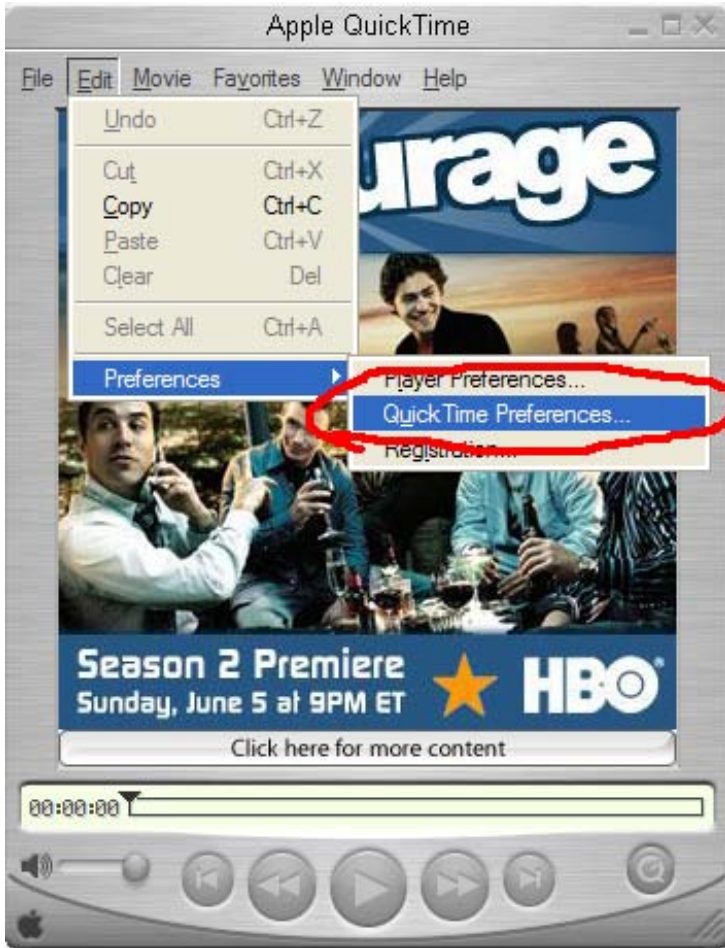 Apple QuickTime
File Edit Movie Favorites Window Help
Undo Ctrl+Z
Cut Ctrl+X
Copy Ctrl+C
Paste Ctrl+V
Clear Del
Select All Ctrl+A
Preferences
Player Preferences...
QuickTime Preferences...
Registration...
urage
Season 2 Premiere
Sunday, June 5 at 9PM ET
HBO®
Click here for more content
00:00:00